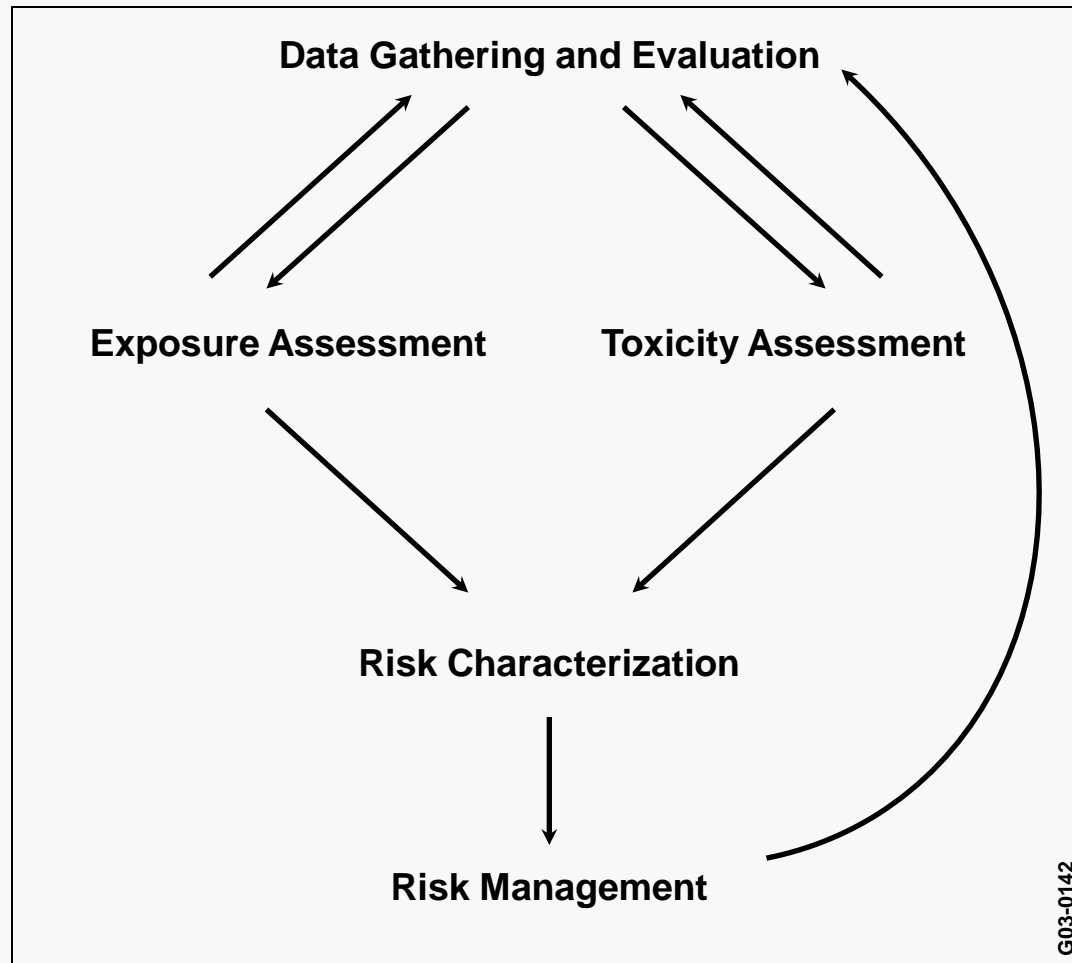 Data Gathering and Evaluation
Exposure Assessment
Toxicity Assessment
Risk Characterization
Risk Management
G03-0142